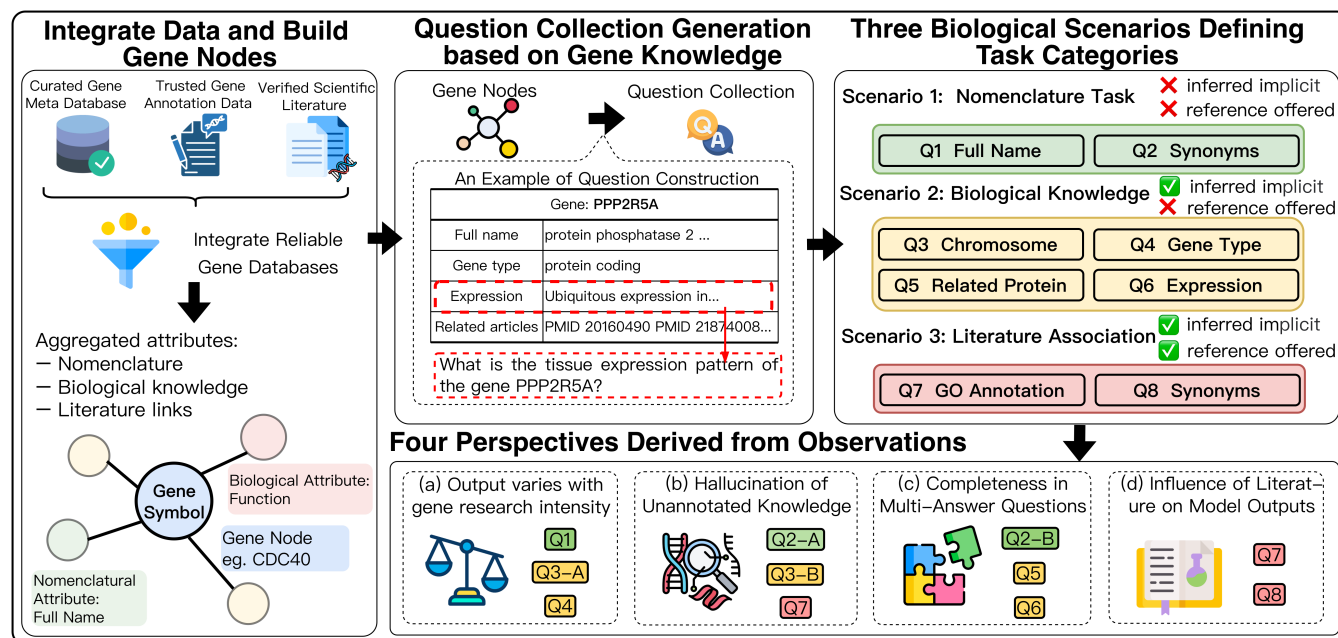 Integrate Data and Build
Gene Nodes
Curated Gene
Meta Database
Trusted Gene
Annotation Data
Verified Scientific
Literature
Integrate Reliable
Gene Databases
Aggregated attributes:
— Nomenclature
— Biological knowledge
— Literature links
Gene
Symbol
Biological Attribute:
Function
Gene Node
eg. CDC40
Nomenclatural
Attribute:
Full Name
Question Collection Generation
based on Gene Knowledge
Gene Nodes
Question Collection
Q
A
An Example of Question Construction
Gene: PPP2R5A
Full name
protein phosphatase 2 ...
Gene type
protein coding
Expression
Ubiquitous expression in...
Related articles
PMID 20160490 PMID 21874008...
What is the tissue expression pattern of
the gene PPP2R5A?
Three Biological Scenarios Defining
Task Categories
Scenario 1: Nomenclature Task
❌ inferred implicit
❌ reference offered
Q1 Full Name
Q2 Synonyms
Scenario 2: Biological Knowledge
✅ inferred implicit
❌ reference offered
Q3 Chromosome
Q4 Gene Type
Q5 Related Protein
Q6 Expression
Scenario 3: Literature Association
✅ inferred implicit
✅ reference offered
Q7 GO Annotation
Q8 Synonyms
Four Perspectives Derived from Observations
(a) Output varies with
gene research intensity
Q1
Q3-A
Q4
(b) Hallucination of
Unannotated Knowledge
Q2-A
Q3-B
Q7
(c) Completeness in
Multi-Answer Questions
Q2-B
Q5
Q6
(d) Influence of Literat-
ure on Model Outputs
Q7
Q8